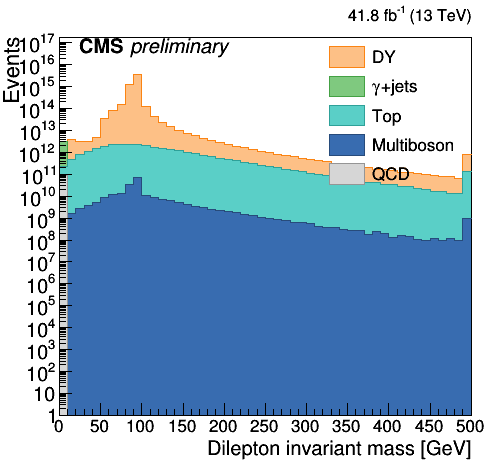 41.8 fb⁻¹ (13 TeV)
CMS preliminary
Events
10¹⁷
10¹⁶
10¹⁵
10¹⁴
10¹³
10¹²
10¹¹
10¹⁰
10⁹
10⁸
10⁷
10⁶
10⁵
10⁴
10³
10²
10
1
DY
γ+jets
Top
Multiboson
QCD
0 50 100 150 200 250 300 350 400 450 500
Dilepton invariant mass [GeV]